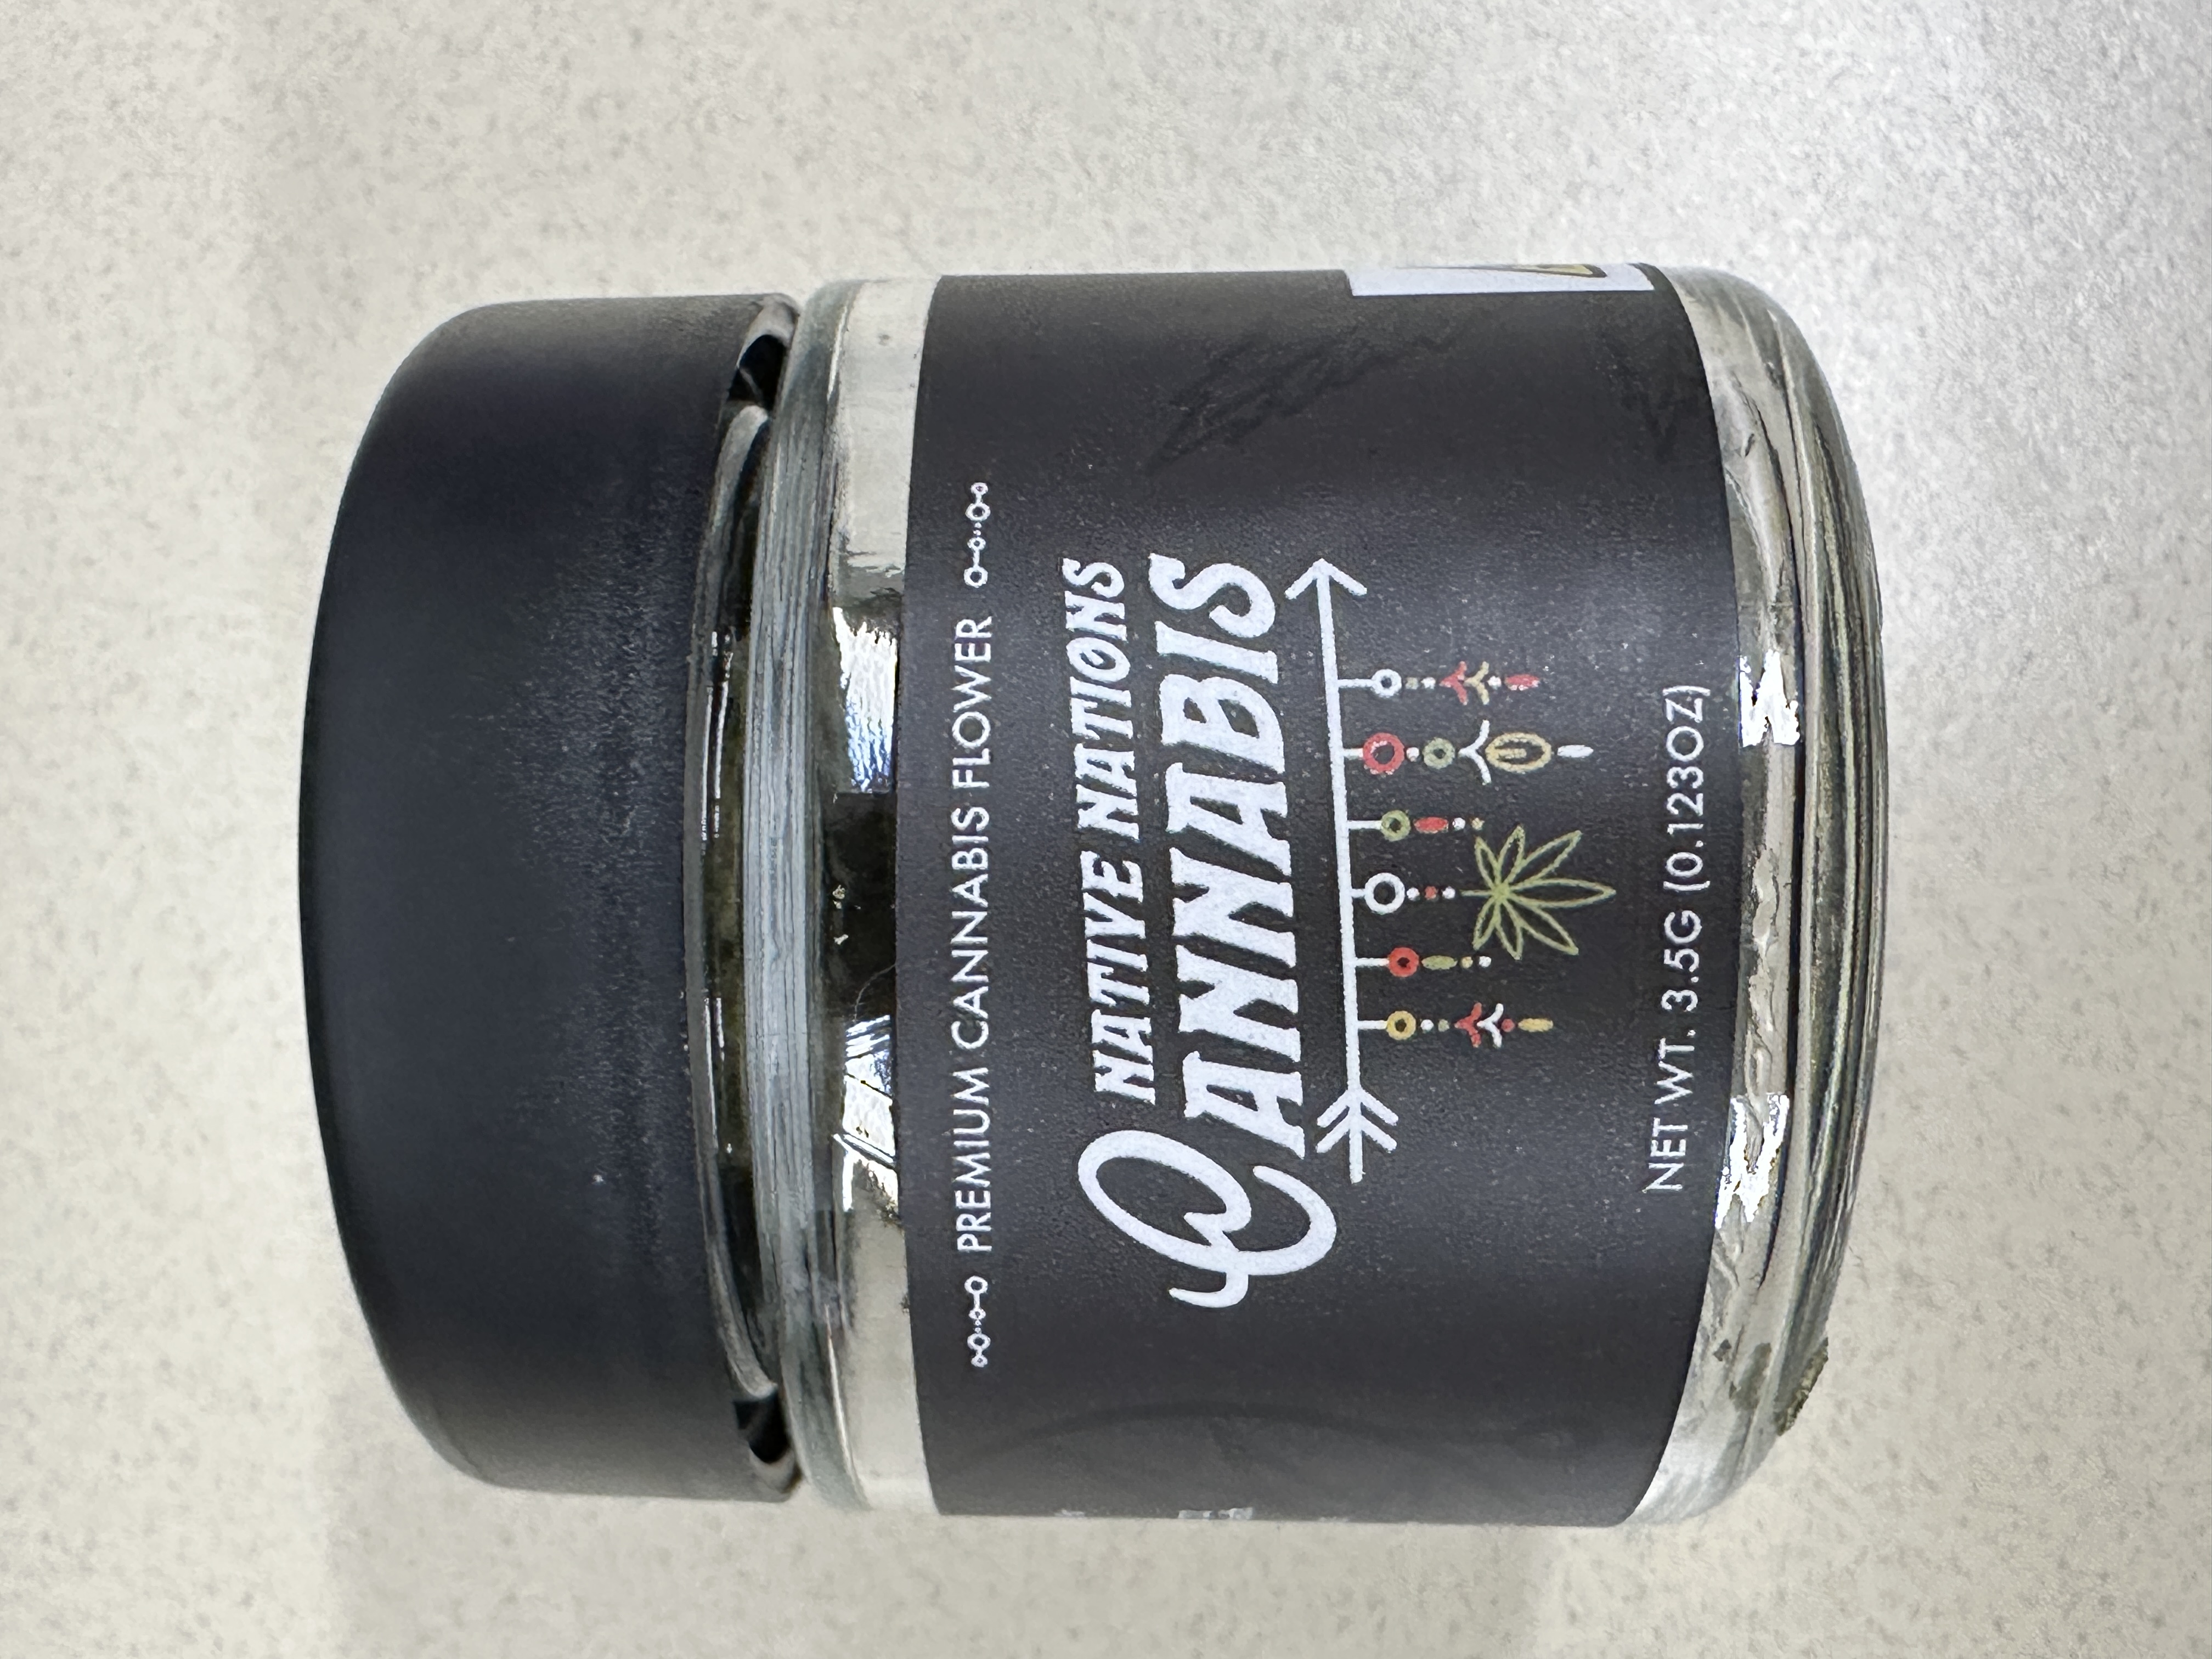 PREMIUM CANNABIS FLOWER
NATIVE NATIONS
CANNABIS
NET WT. 3.5G (0.123OZ)